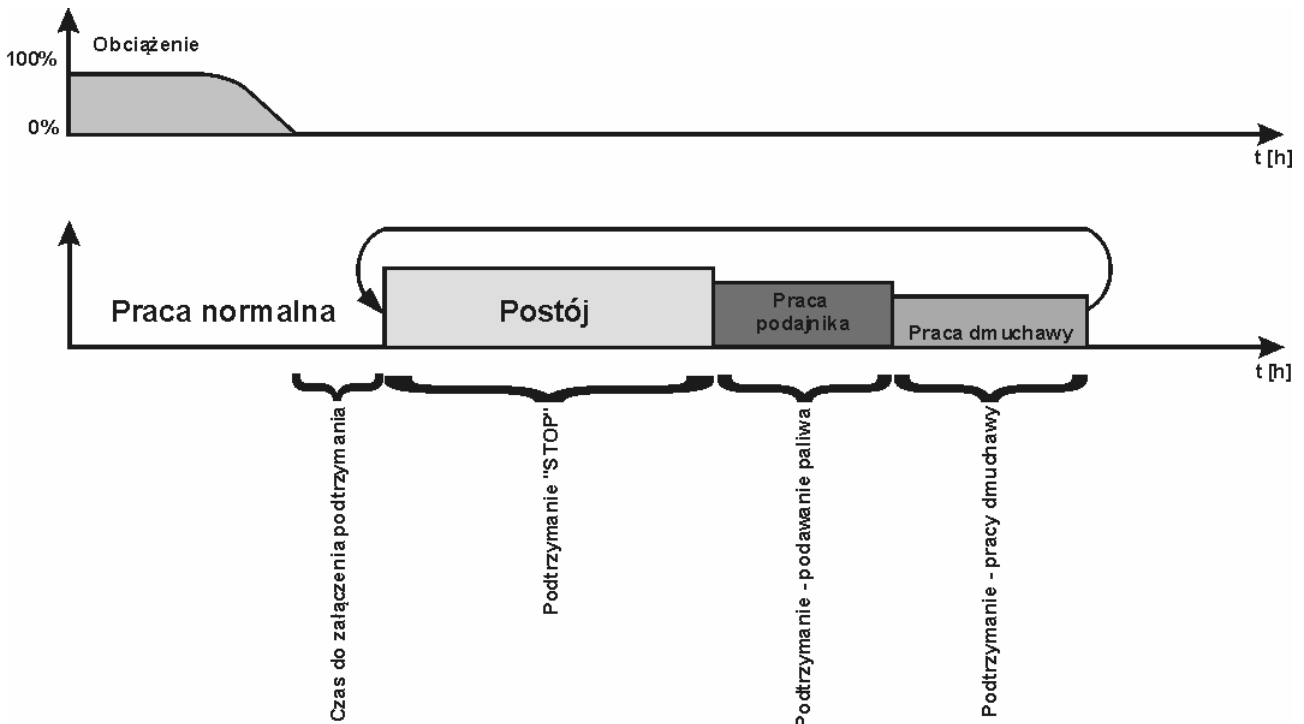 Obciążenie
100%
0%
t [h]
Praca normalna
Postój
Praca
podajnika
Praca dmuchawy
t [h]
Czas do załączenia podtrzymania
Podtrzymanie "STOP"
Podtrzymanie - podawanie paliwa
Podtrzymanie - pracy dmuchawy